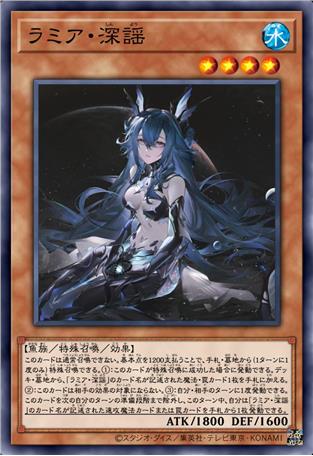 ラミア・深謡
しん よう
水
【魚族／特殊召喚／効果】
このカードは通常召喚できない。基本点を1200支払うことで、手札・墓地から（1ターンに1
度のみ）特殊召喚できる。①:このカードが特殊召喚に成功した場合に発動できる。デッ
キ・墓地から、「ラミア・深謡」のカード名が記された魔法・罠カード1枚を手札に加える。
②:このカードは相手の効果の対象にならない。③:自分・相手のターンに1度発動できる。
このカードを次の自分のターンの準備段階まで除外し、このターン中、自分は「ラミア・深謡」
のカード名が記された速攻魔法カードまたは罠カードを手札から1枚発動できる。
ATK/1800 DEF/1600
©スタジオ・ダイス／集英社・テレビ東京・KONAMI